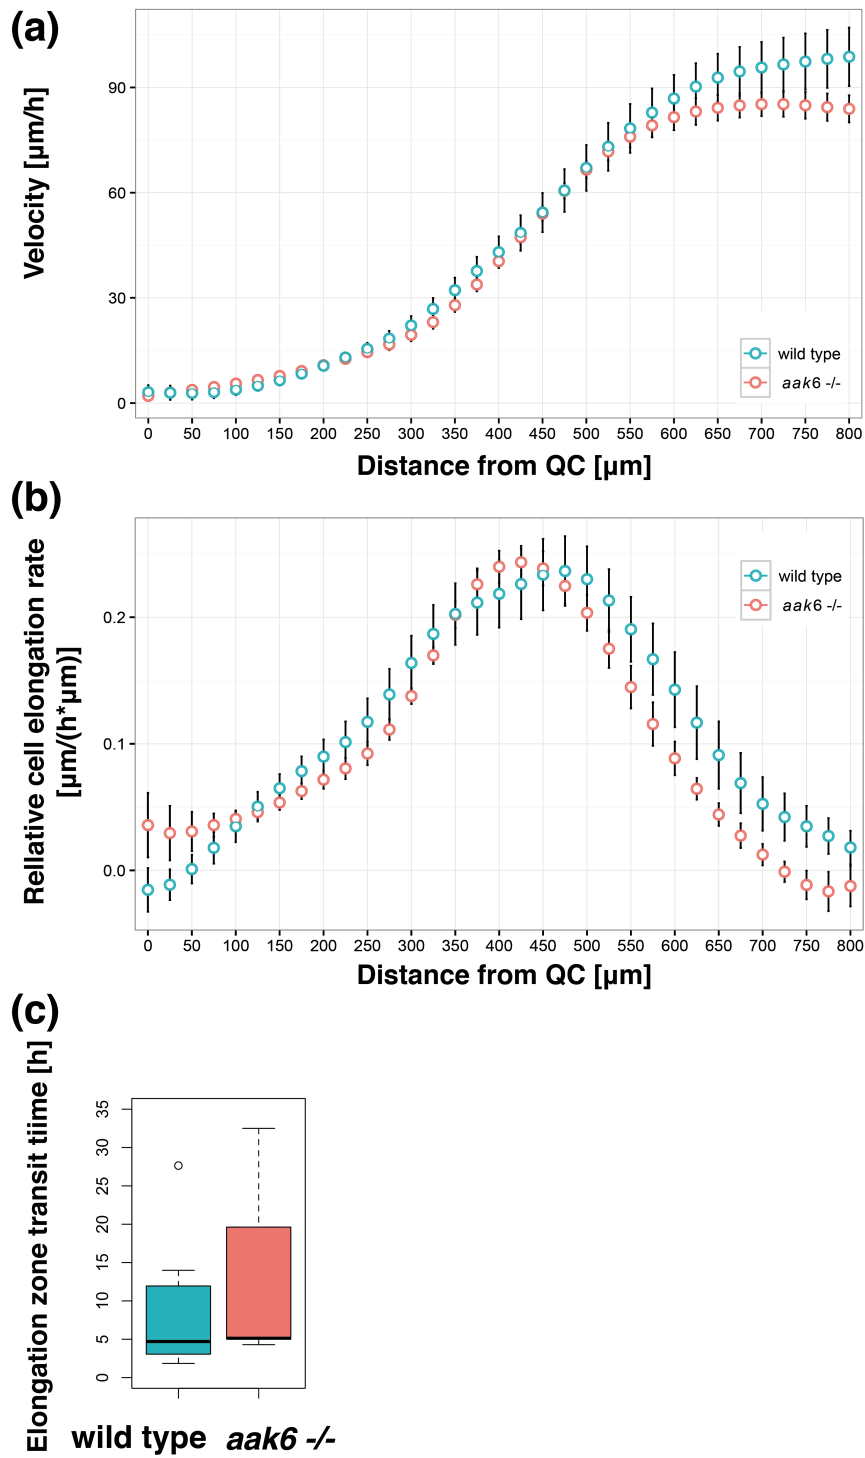 (a)
Velocity [µm/h]
90
60
30
0
wild type
aak6 -/-
0 50 100 150 200 250 300 350 400 450 500 550 600 650 700 750 800
Distance from QC [µm]
(b)
Rellative cell elongation rate
[µm/(h*µm)]
0.2
0.1
0.0
wild type
aak6 -/-
0 50 100 150 200 250 300 350 400 450 500 550 600 650 700 750 800
Distance from QC [µm]
(c)
Elongation zone transit tiime [h]
35
30
25
20
15
10
5
0
wild type aak6 -/-